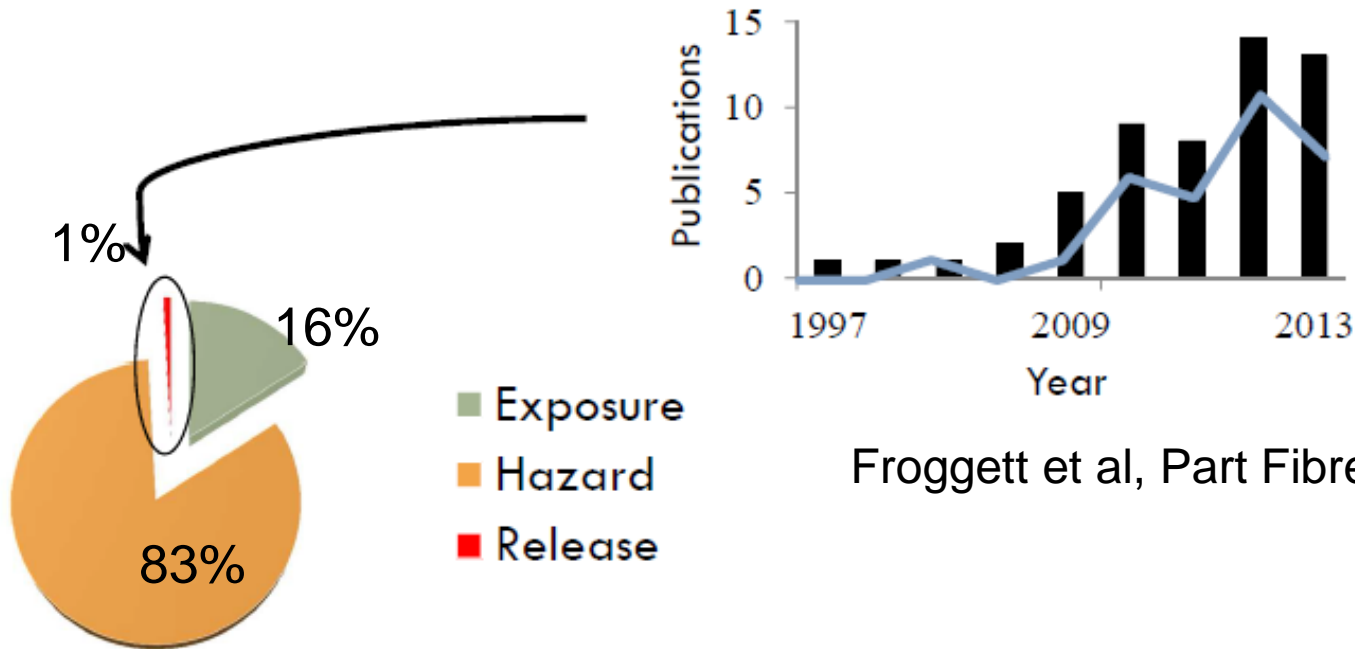 1%
16%
83%
Exposure
Hazard
Release
15
10
5
0
Publications
1997 2009 2013
Year
Froggett et al, Part Fibre